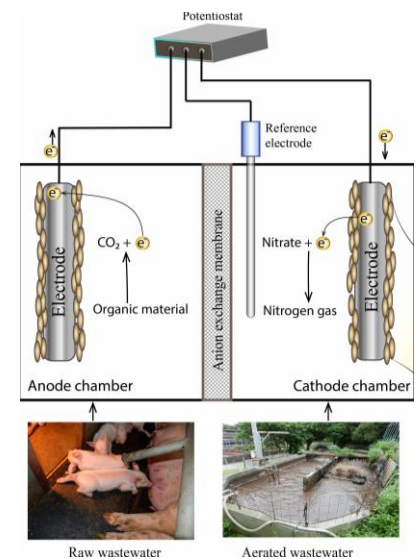 Potentiostat
e⁻
Reference
electrode
e⁻
e⁻
CO₂ + e⁻
Organic material
Electrode
Anode chamber
Anion exchange membrane
Nitrate + e⁻
Nitrogen gas
e⁻
Electrode
Cathode chamber
Raw wastewater
Aerated wastewater